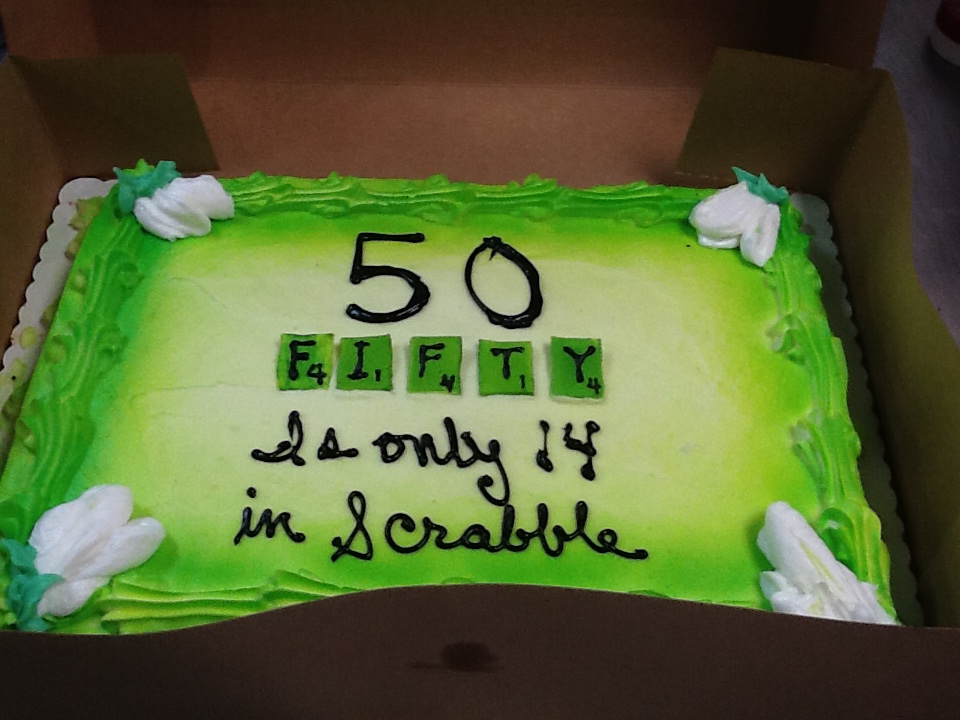 50
F4 I1 F4 T1 Y4
Is only 14
in Scrabble